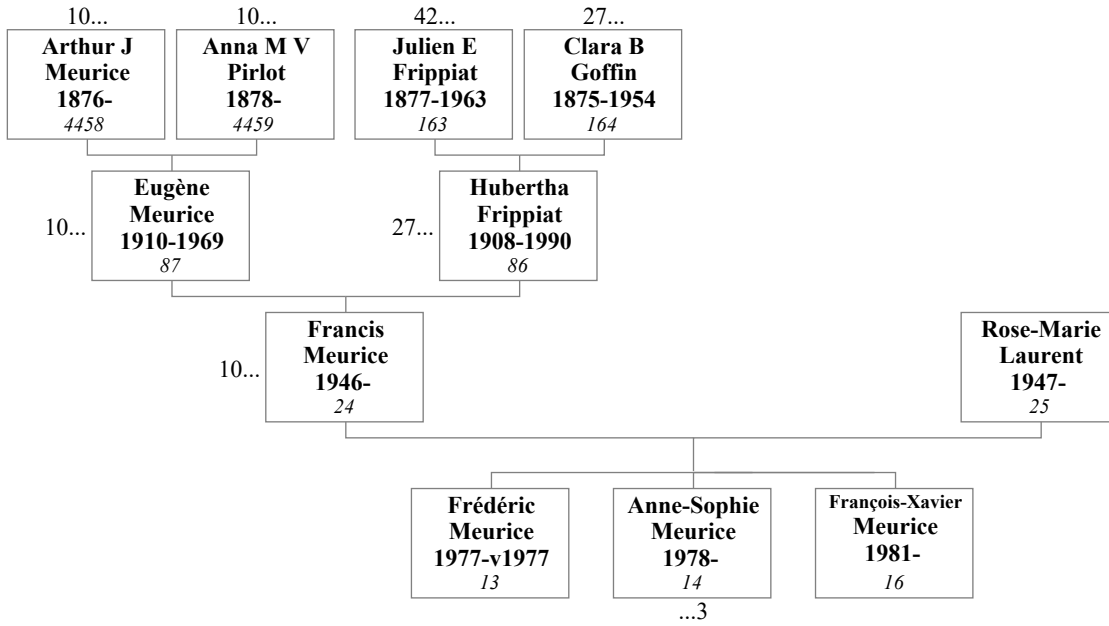 10...
10...
42...
27...
Arthur J
Meurice
1876-
4458
Anna M V
Pirlot
1878-
4459
Julien E
Frippiat
1877-1963
163
Clara B
Goffin
1875-1954
164
10...
Eugène
Meurice
1910-1969
87
27...
Hubertha
Frippiat
1908-1990
86
10...
Francis
Meurice
1946-
24
Rose-Marie
Laurent
1947-
25
Frédéric
Meurice
1977-v1977
13
Anne-Sophie
Meurice
1978-
14
François-Xavier
Meurice
1981-
16
...3